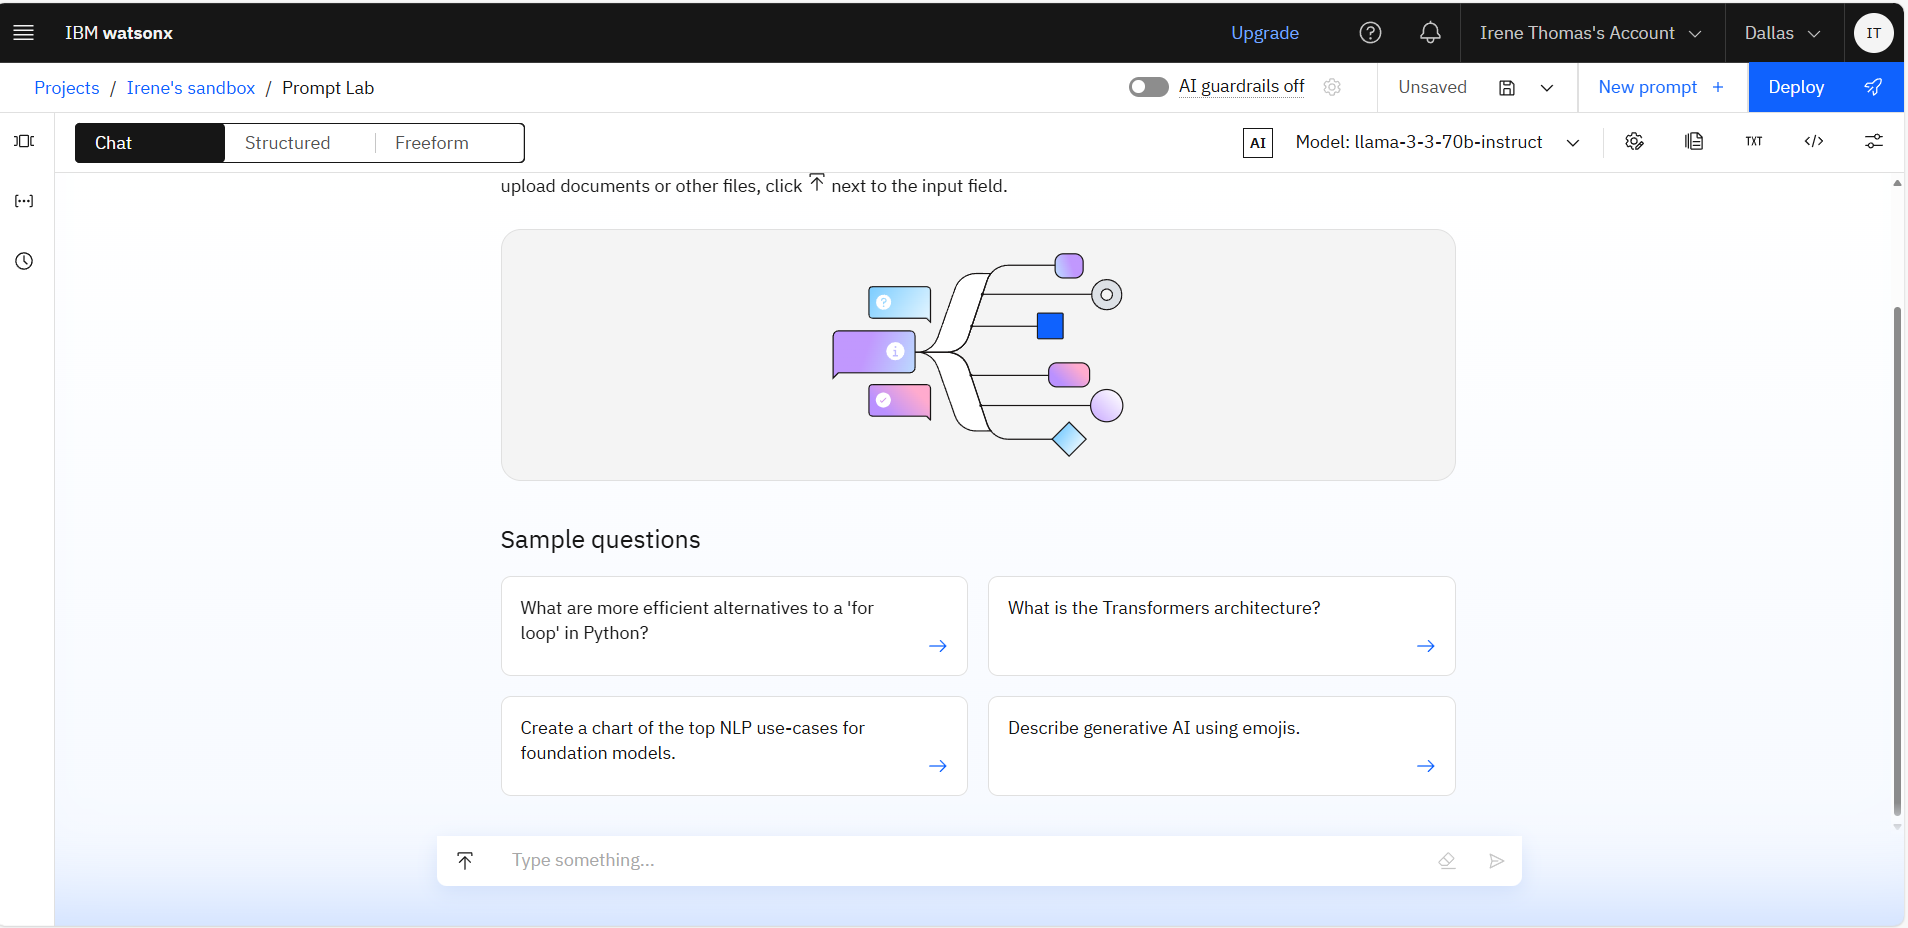 IBM watsonx
Upgrade
Irene Thomas's Account
Dallas
IT
Projects / Irene's sandbox / Prompt Lab
AI guardrails off
Unsaved
New prompt +
Deploy
Chat
Structured
Freeform
AI
Model: llama-3-3-70b-instruct
TXT
upload documents or other files, click next to the input field.
Sample questions
What are more efficient alternatives to a 'for
loop' in Python?
What is the Transformers architecture?
Create a chart of the top NLP use-cases for
foundation models.
Describe generative AI using emojis.
Type something...